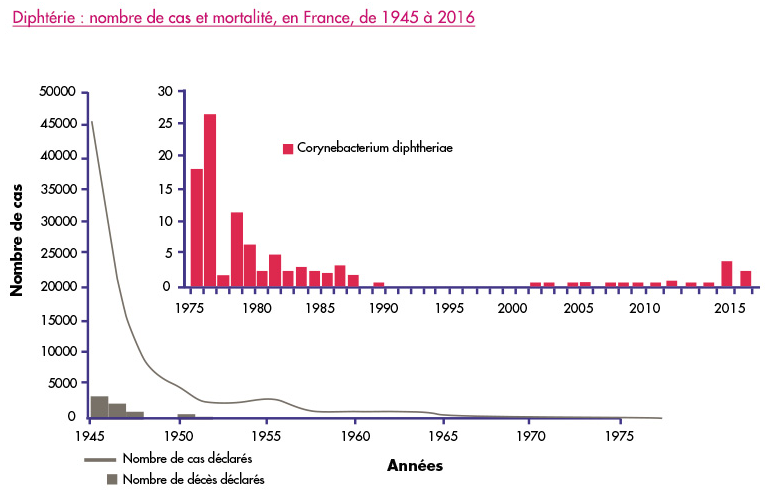 Diphtérie : nombre de cas et mortalité, en France, de 1945 à 2016
Nombre de cas
50000
45000
40000
35000
30000
25000
20000
15000
10000
5000
0
30
25
20
15
10
5
0
Corynebacterium diphtheriae
1975 1980 1985 1990 1995 2000 2005 2010 2015
1945 1950 1955 1960 1965 1970 1975
Années
Nombre de cas déclarés
Nombre de décès déclarés